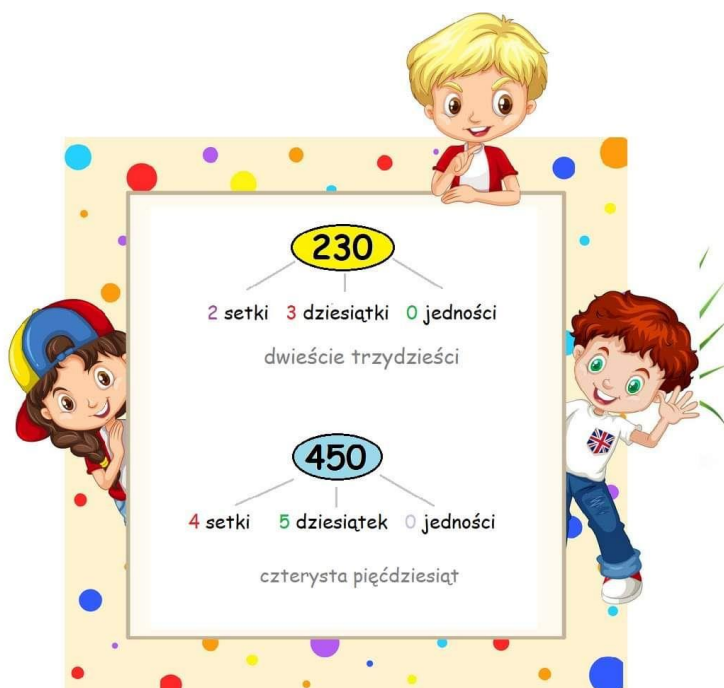 230
2 setki 3 dziesiątki 0 jedności
dwieście trzydzieści
450
4 setki 5 dziesiątek 0 jedności
czterysta pięćdziesiąt